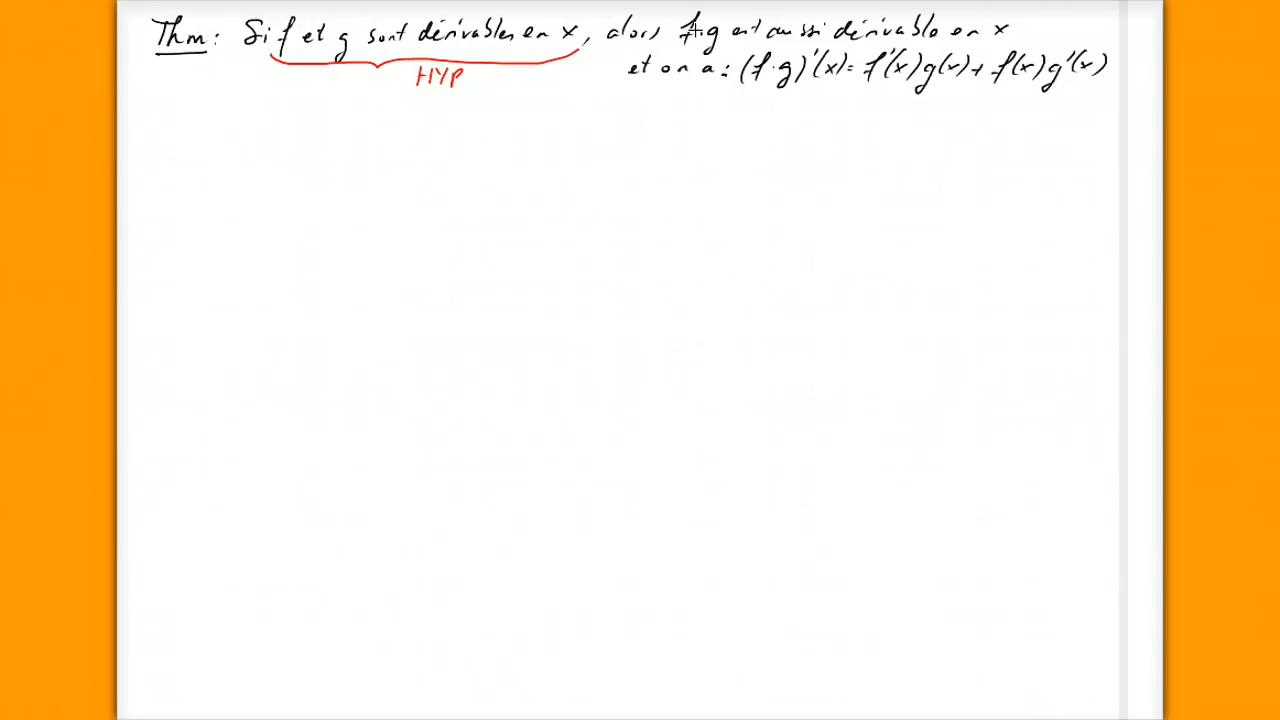 Thm : Si f et g sont dérivables en x, alors f·g est aussi dérivable en x
HYP
et on a : (f·g)'(x) = f'(x)g(x) + f(x)g'(x)